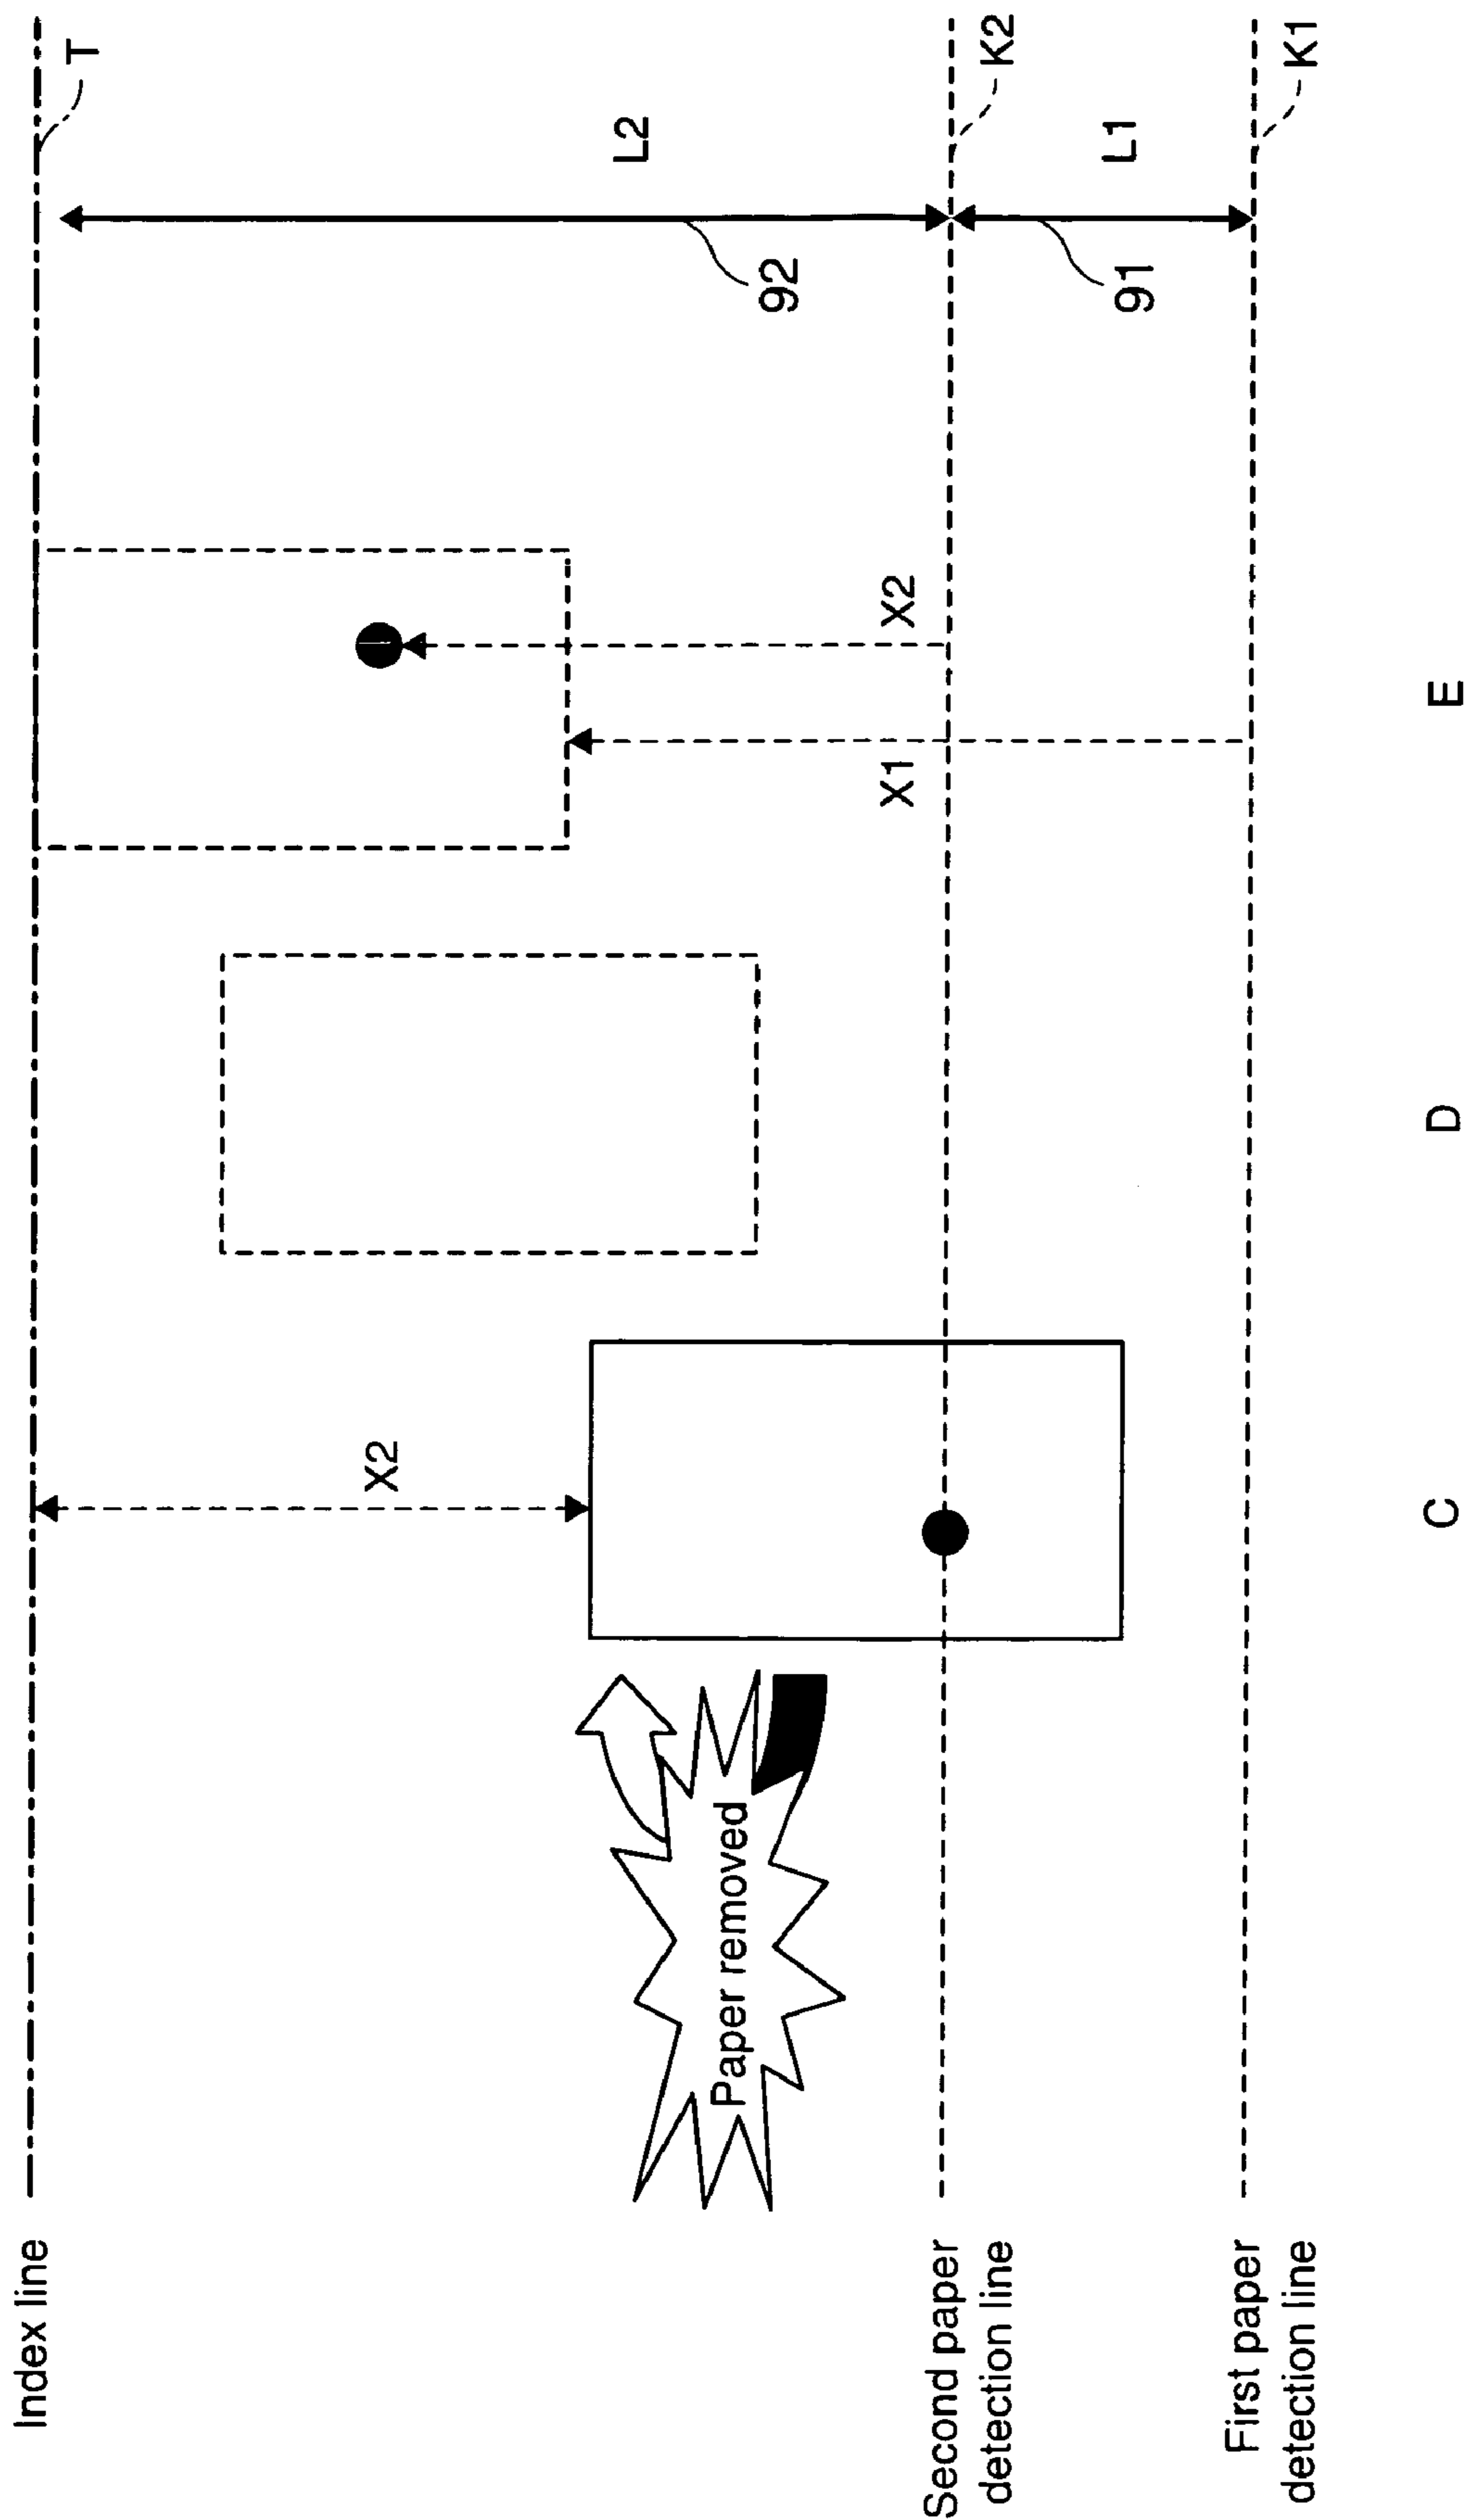 Index line
T
L2
92
Second paper
detection line
K2
L1
91
First paper
detection line
K1
X2
Paper removed
X1
X2
C
D
E